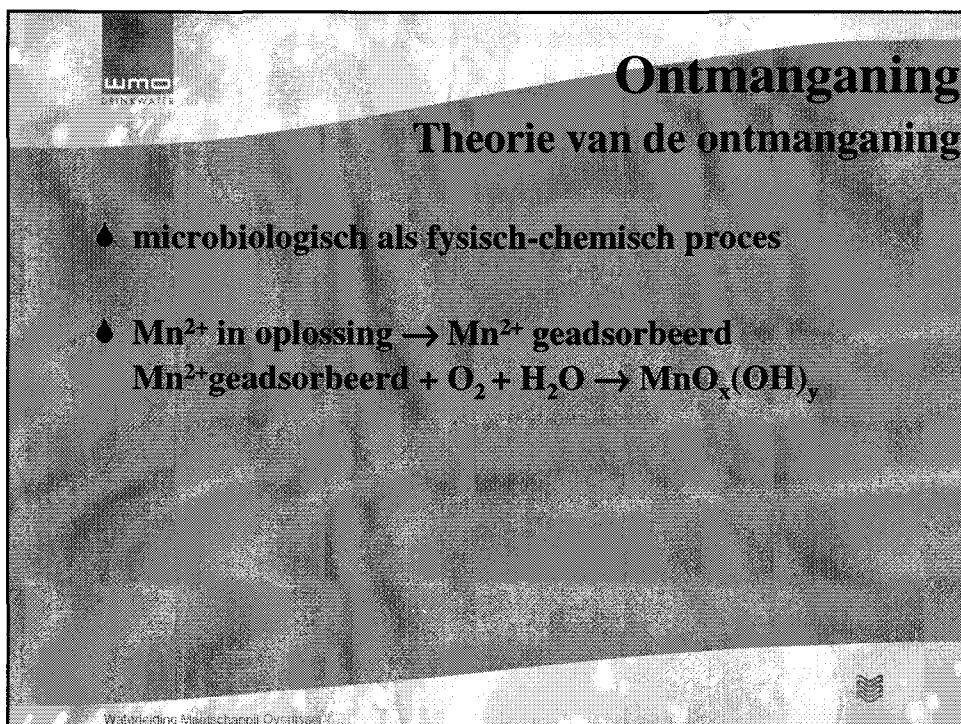 wmo
DRINKWATER
Ontmanganing
Theorie van de ontmanganing
microbiologisch als fysisch-chemisch proces
Mn²⁺ in oplossing → Mn²⁺ geadsorbeerd
Mn²⁺geadsorbeerd + O₂ + H₂O → MnOₓ(OH)ᵧ
Waterleiding Maatschappij Overijssel